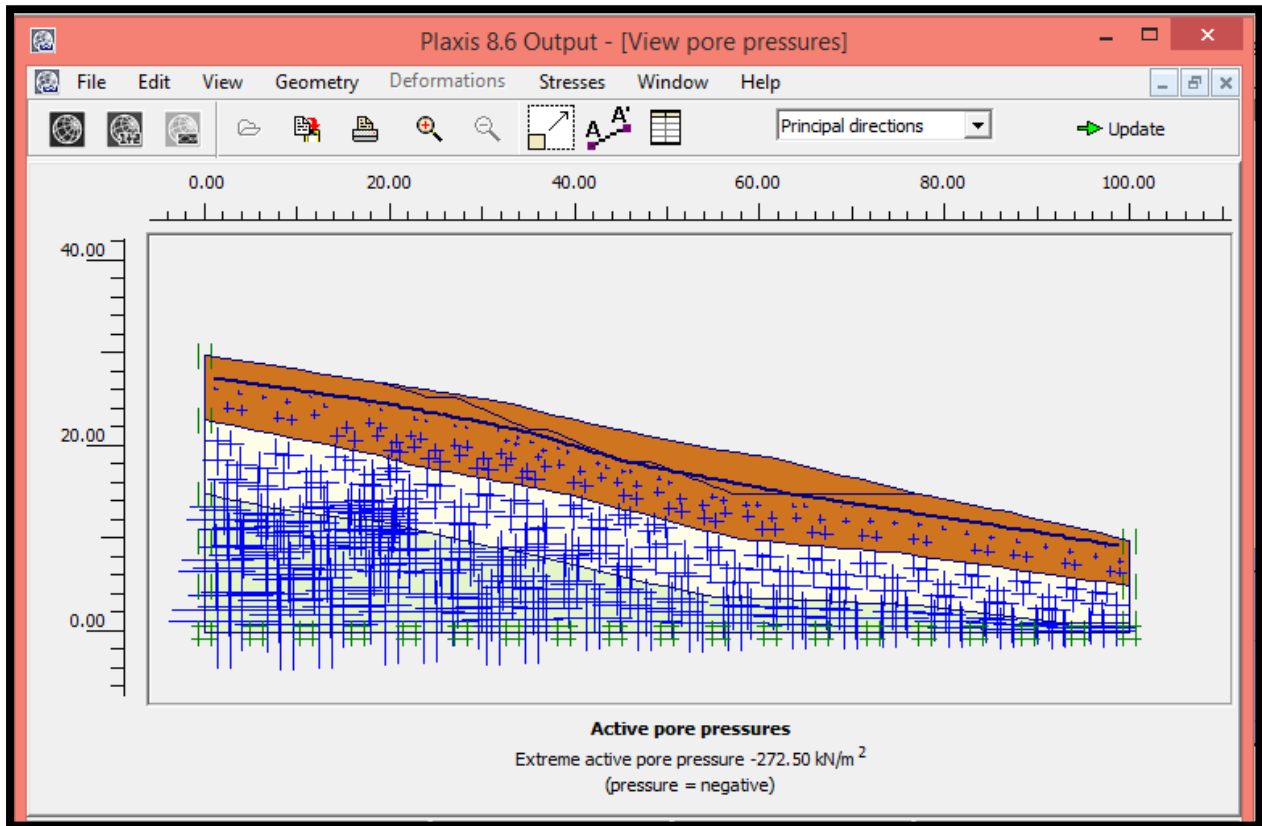 Plaxis 8.6 Output - [View pore pressures]
File Edit View Geometry Deformations Stresses Window Help
A A' Principal directions Update
0.00 20.00 40.00 60.00 80.00 100.00
40.00
20.00
0.00
Active pore pressures
Extreme active pore pressure -272.50 kN/m 2
(pressure = negative)